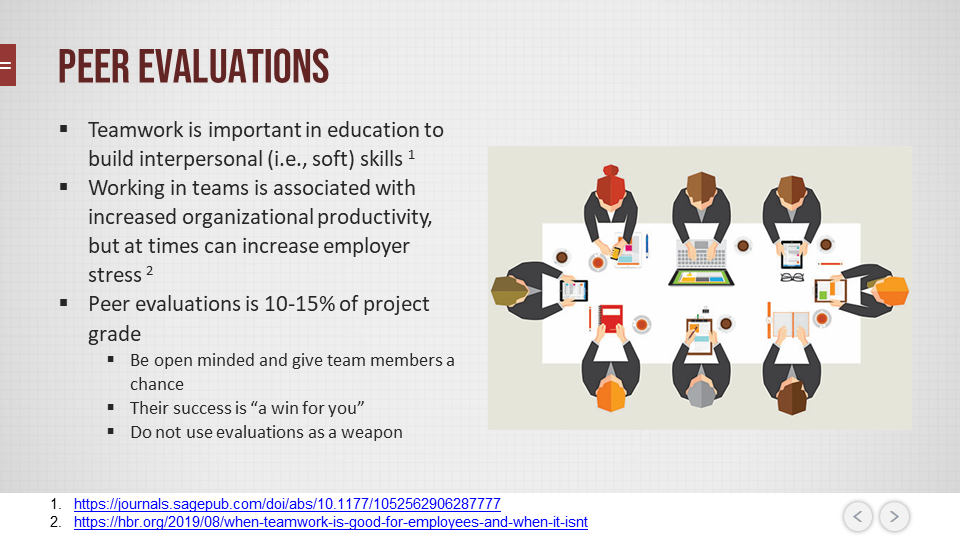 PEER EVALUATIONS
▪ Teamwork is important in education to
build interpersonal (i.e., soft) skills 1
▪ Working in teams is associated with
increased organizational productivity,
but at times can increase employer
stress 2
▪ Peer evaluations is 10-15% of project
grade
▪ Be open minded and give team members a
chance
▪ Their success is “a win for you”
▪ Do not use evaluations as a weapon
1. https://journals.sagepub.com/doi/abs/10.1177/1052562906287777
2. https://hbr.org/2019/08/when-teamwork-is-good-for-employees-and-when-it-isnt